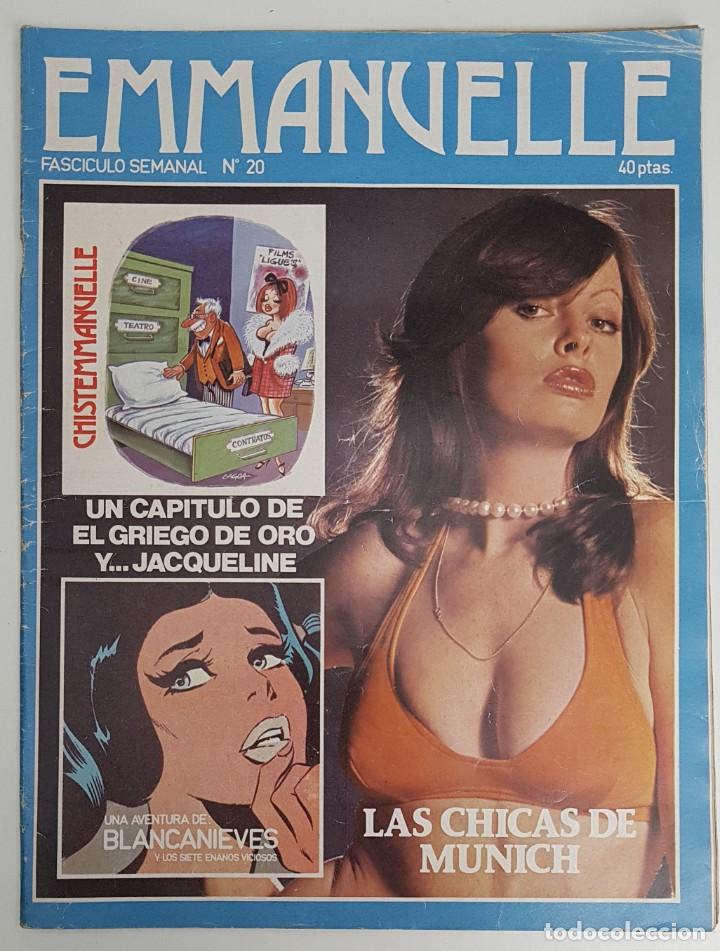 EMMANUELLE
FASCICULO SEMANAL Nº 20
40 ptas.
CHISTEMMANUELLE
FILMS
"LIGUE'S"
CINE
TEATRO
CONTRATOS
UN CAPITULO DE
EL GRIEGO DE ORO
Y... JACQUELINE
UNA AVENTURA DE:
BLANCANIEVES
Y LOS SIETE ENANOS VICIOSOS
LAS CHICAS DE
MUNICH
todocoleccion